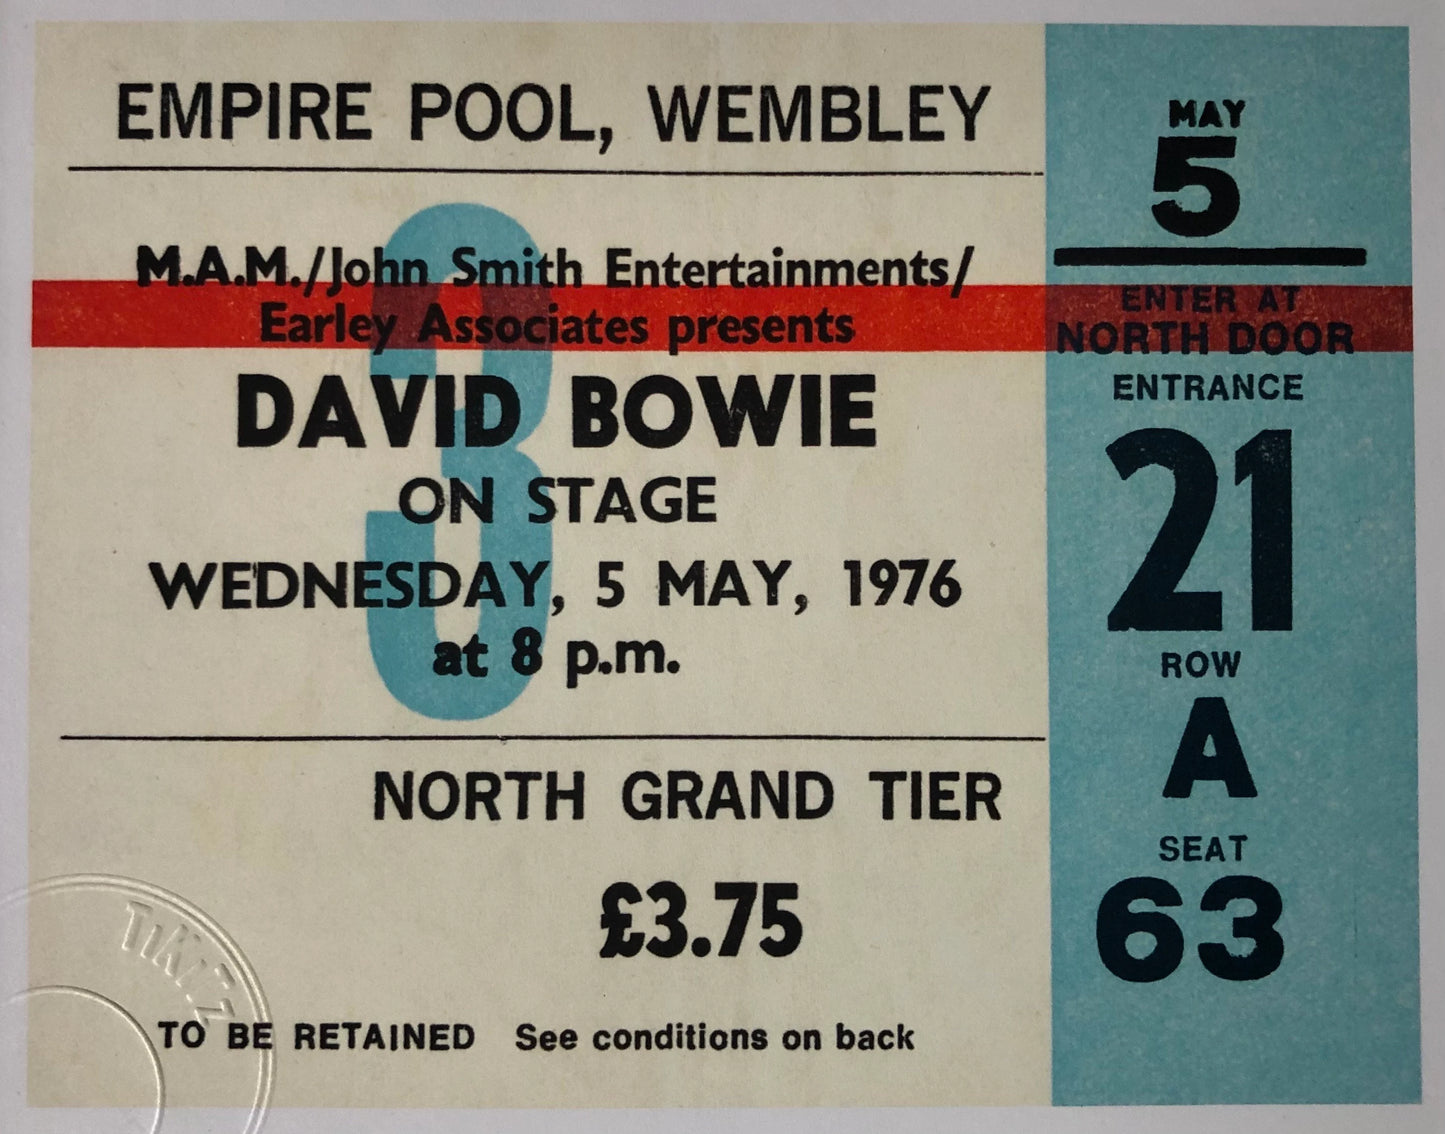 EMPIRE POOL, WEMBLEY
3
M.A.M./John Smith Entertainments/
Earley Associates presents
DAVID BOWIE
ON STAGE
WEDNESDAY, 5 MAY, 1976
at 8 p.m.
NORTH GRAND TIER
£3.75
TO BE RETAINED See conditions on back
TIKATZ
MAY
5
ENTER AT
NORTH DOOR
ENTRANCE
21
ROW
A
SEAT
63